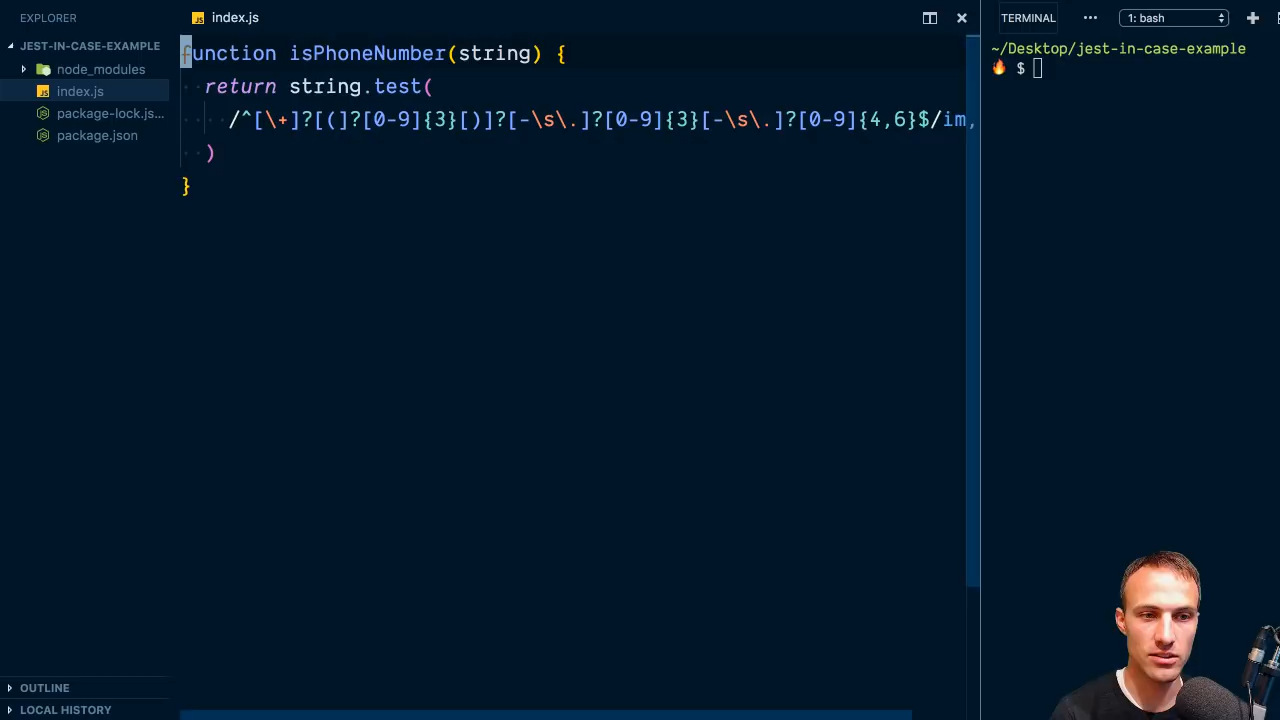 EXPLORER
JEST-IN-CASE-EXAMPLE
node_modules
index.js
package-lock.js...
package.json
OUTLINE
LOCAL HISTORY
index.js
function isPhoneNumber(string) {
return string.test(
/^[\+]?[(]?[0-9]{3}[)]?[-\s\.]?[0-9]{3}[-\s\.]?[0-9]{4,6}$/im,
)
}
TERMINAL
1: bash
~/Desktop/jest-in-case-example
$